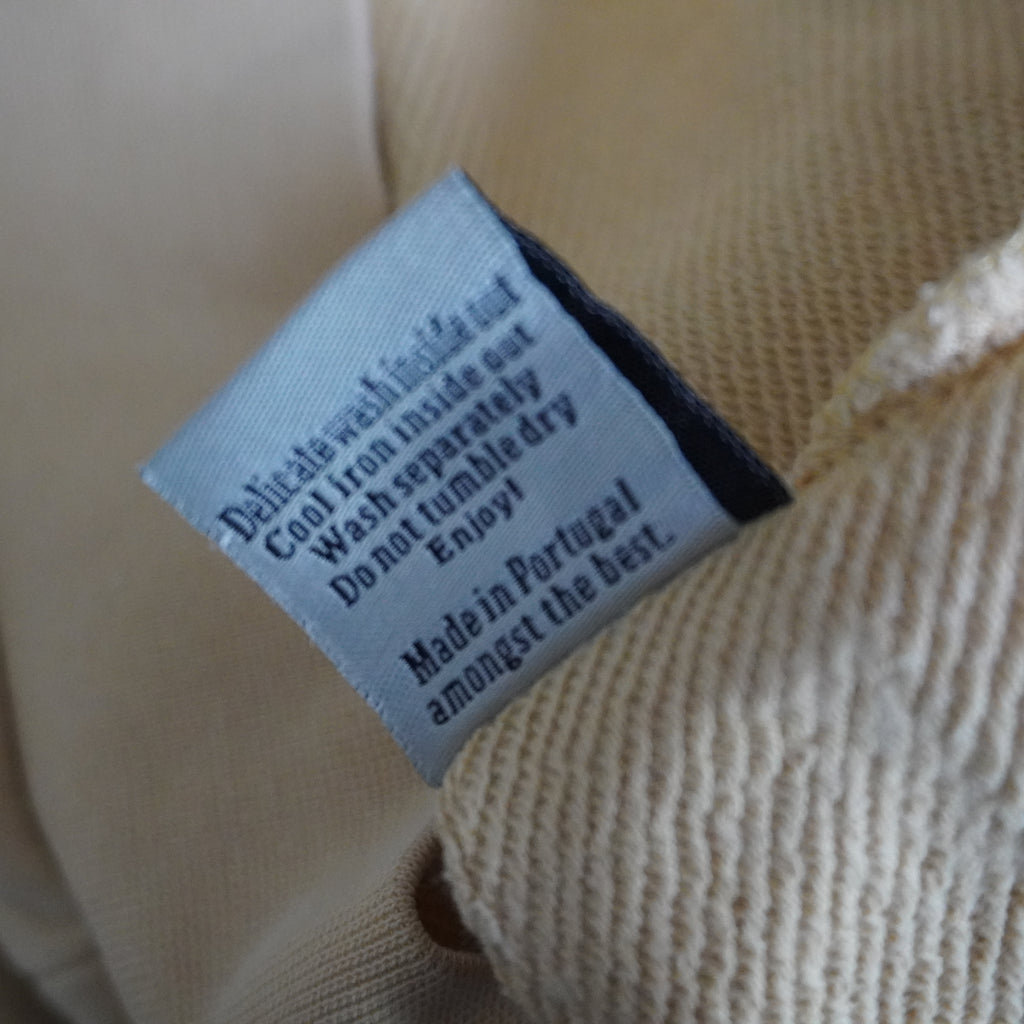 Delicate wash inside out
Cool iron inside out
Wash separately
Do not tumble dry
Enjoy!
Made in Portugal
amongst the best.